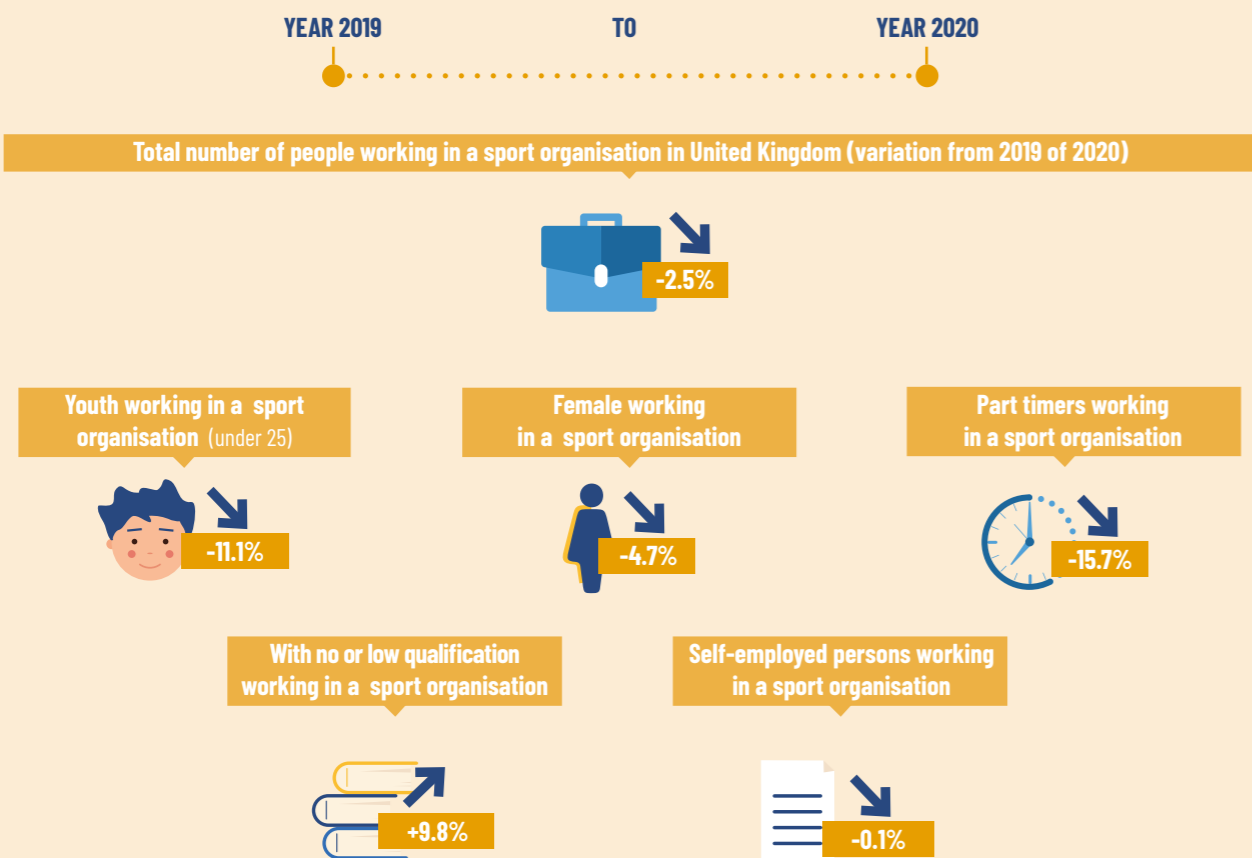 YEAR 2019 TO YEAR 2020
Total number of people working in a sport organisation in United Kingdom (variation from 2019 of 2020)
-2.5%
Youth working in a sport
organisation (under 25)
-11.1%
Female working
in a sport organisation
-4.7%
Part timers working
in a sport organisation
-15.7%
With no or low qualification
working in a sport organisation
+9.8%
Self-employed persons working
in a sport organisation
-0.1%